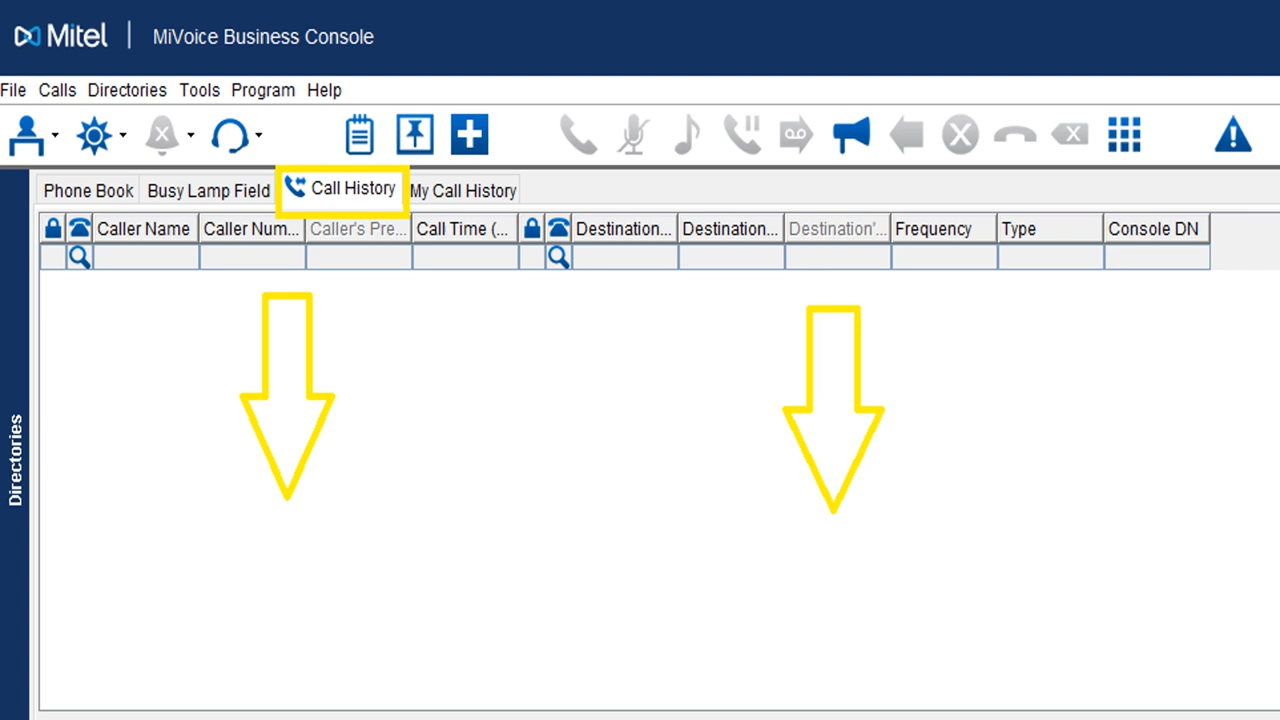 Mitel | MiVoice Business Console
File Calls Directories Tools Program Help
Phone Book Busy Lamp Field Call History My Call History
Caller Name Caller Num... Caller's Pre... Call Time (... Destination... Destination... Destination'... Frequency Type Console DN
Directories